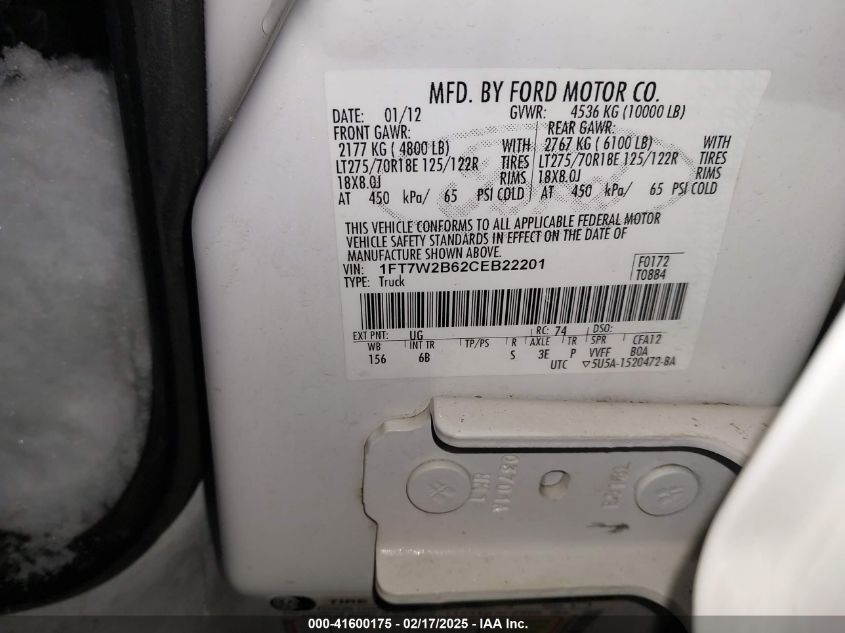 MFD. BY FORD MOTOR CO.
DATE: 01/12 GVWR: 4536 KG (10000 LB)
FRONT GAWR: REAR GAWR:
2177 KG ( 4800 LB) WITH 2767 KG ( 6100 LB) WITH
LT275/70R18E 125/122R TIRES LT275/70R18E 125/122R TIRES
18X8.0J RIMS 18X8.0J RIMS
AT 450 kPa/ 65 PSI COLD AT 450 kPa/ 65 PSI COLD
THIS VEHICLE CONFORMS TO ALL APPLICABLE FEDERAL MOTOR
VEHICLE SAFETY STANDARDS IN EFFECT ON THE DATE OF
MANUFACTURE SHOWN ABOVE.
VIN: 1FT7W2B62CEB22201 F0172
TYPE: Truck T0884
EXT PNT: UG RC: 74 DSO:
WB INT TR TP/PS R AXLE TR SPR CFA12
156 6B S 3E P VVFF BOA
UTC ▽5U5A-1520472-BA
TIRE
000-41600175 - 02/17/2025 - IAA Inc.